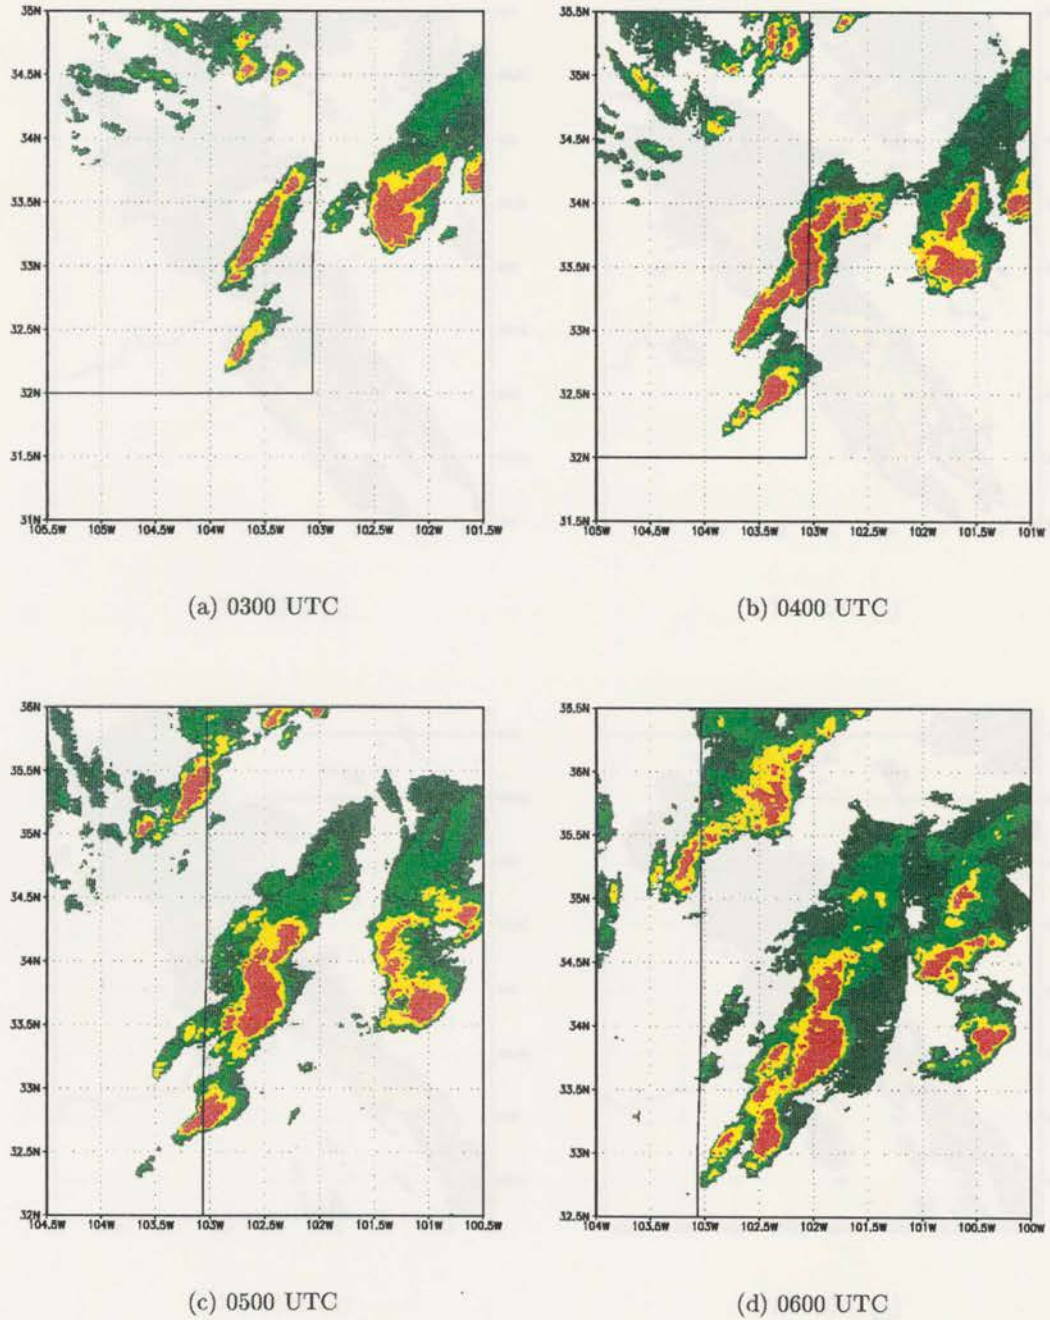 35N
34.5N
34N
33.5N
33N
32.5N
32N
31.5N
31N
105.5W 105W 104.5W 104W 103.5W 103W 102.5W 102W 101.5W
(a) 0300 UTC
35.5N
35N
34.5N
34N
33.5N
33N
32.5N
32N
31.5N
105W 104.5W 104W 103.5W 103W 102.5W 102W 101.5W 101W
(b) 0400 UTC
36N
35.5N
35N
34.5N
34N
33.5N
33N
32.5N
32N
104.5W 104W 103.5W 103W 102.5W 102W 101.5W 101W 100.5W
(c) 0500 UTC
36.5N
36N
35.5N
35N
34.5N
34N
33.5N
33N
32.5N
104W 103.5W 103W 102.5W 102W 101.5W 101W 100.5W 100W
(d) 0600 UTC